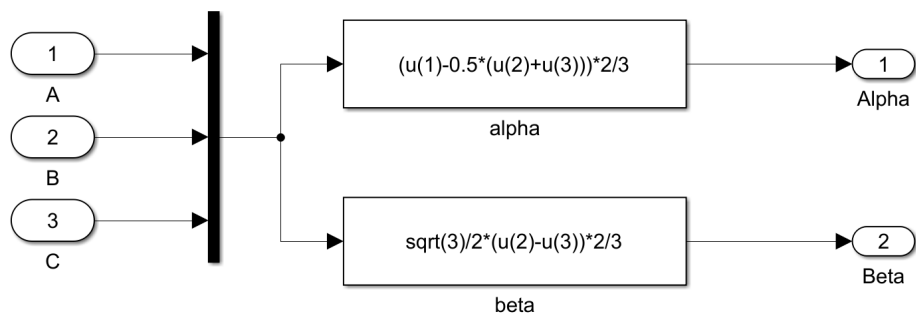 1
A
2
B
3
C
(u(1)-0.5*(u(2)+u(3)))*2/3
alpha
1
Alpha
sqrt(3)/2*(u(2)-u(3))*2/3
beta
2
Beta